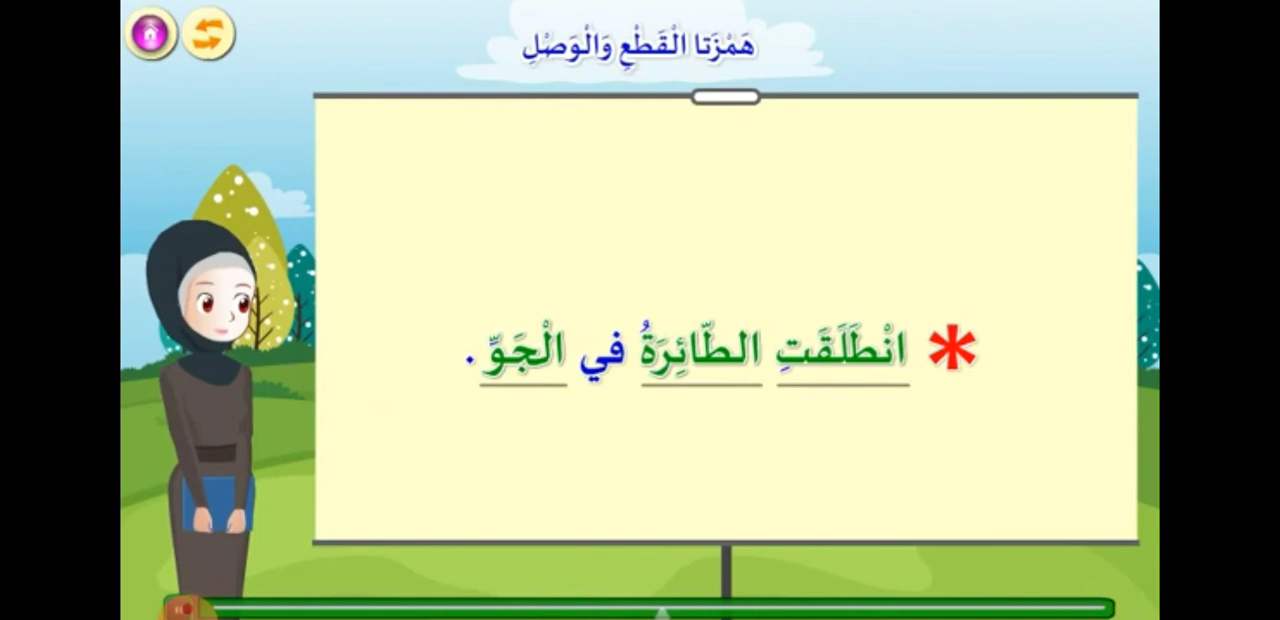 هَمْزَتا الْقَطْعِ وَالْوَصْلِ
* انْطَلَقَتِ الطّائِرَةُ في الْجَوِّ .